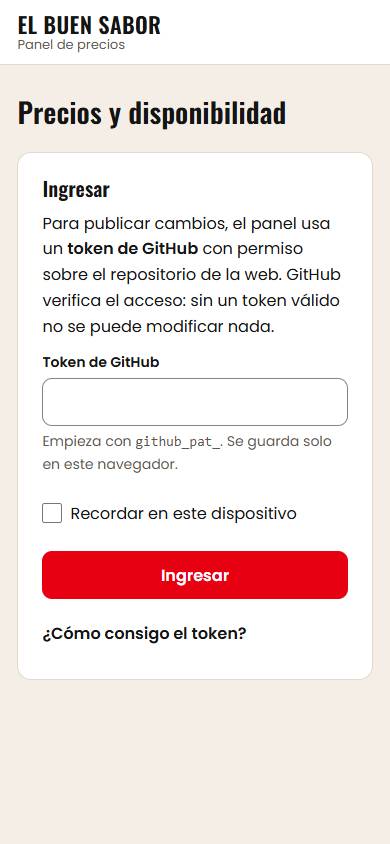 EL BUEN SABOR
Panel de precios
Precios y disponibilidad
Ingresar
Para publicar cambios, el panel usa
un token de GitHub con permiso
sobre el repositorio de la web. GitHub
verifica el acceso: sin un token válido
no se puede modificar nada.
Token de GitHub
Empieza con github_pat_. Se guarda solo
en este navegador.
Recordar en este dispositivo
Ingresar
¿Cómo consigo el token?